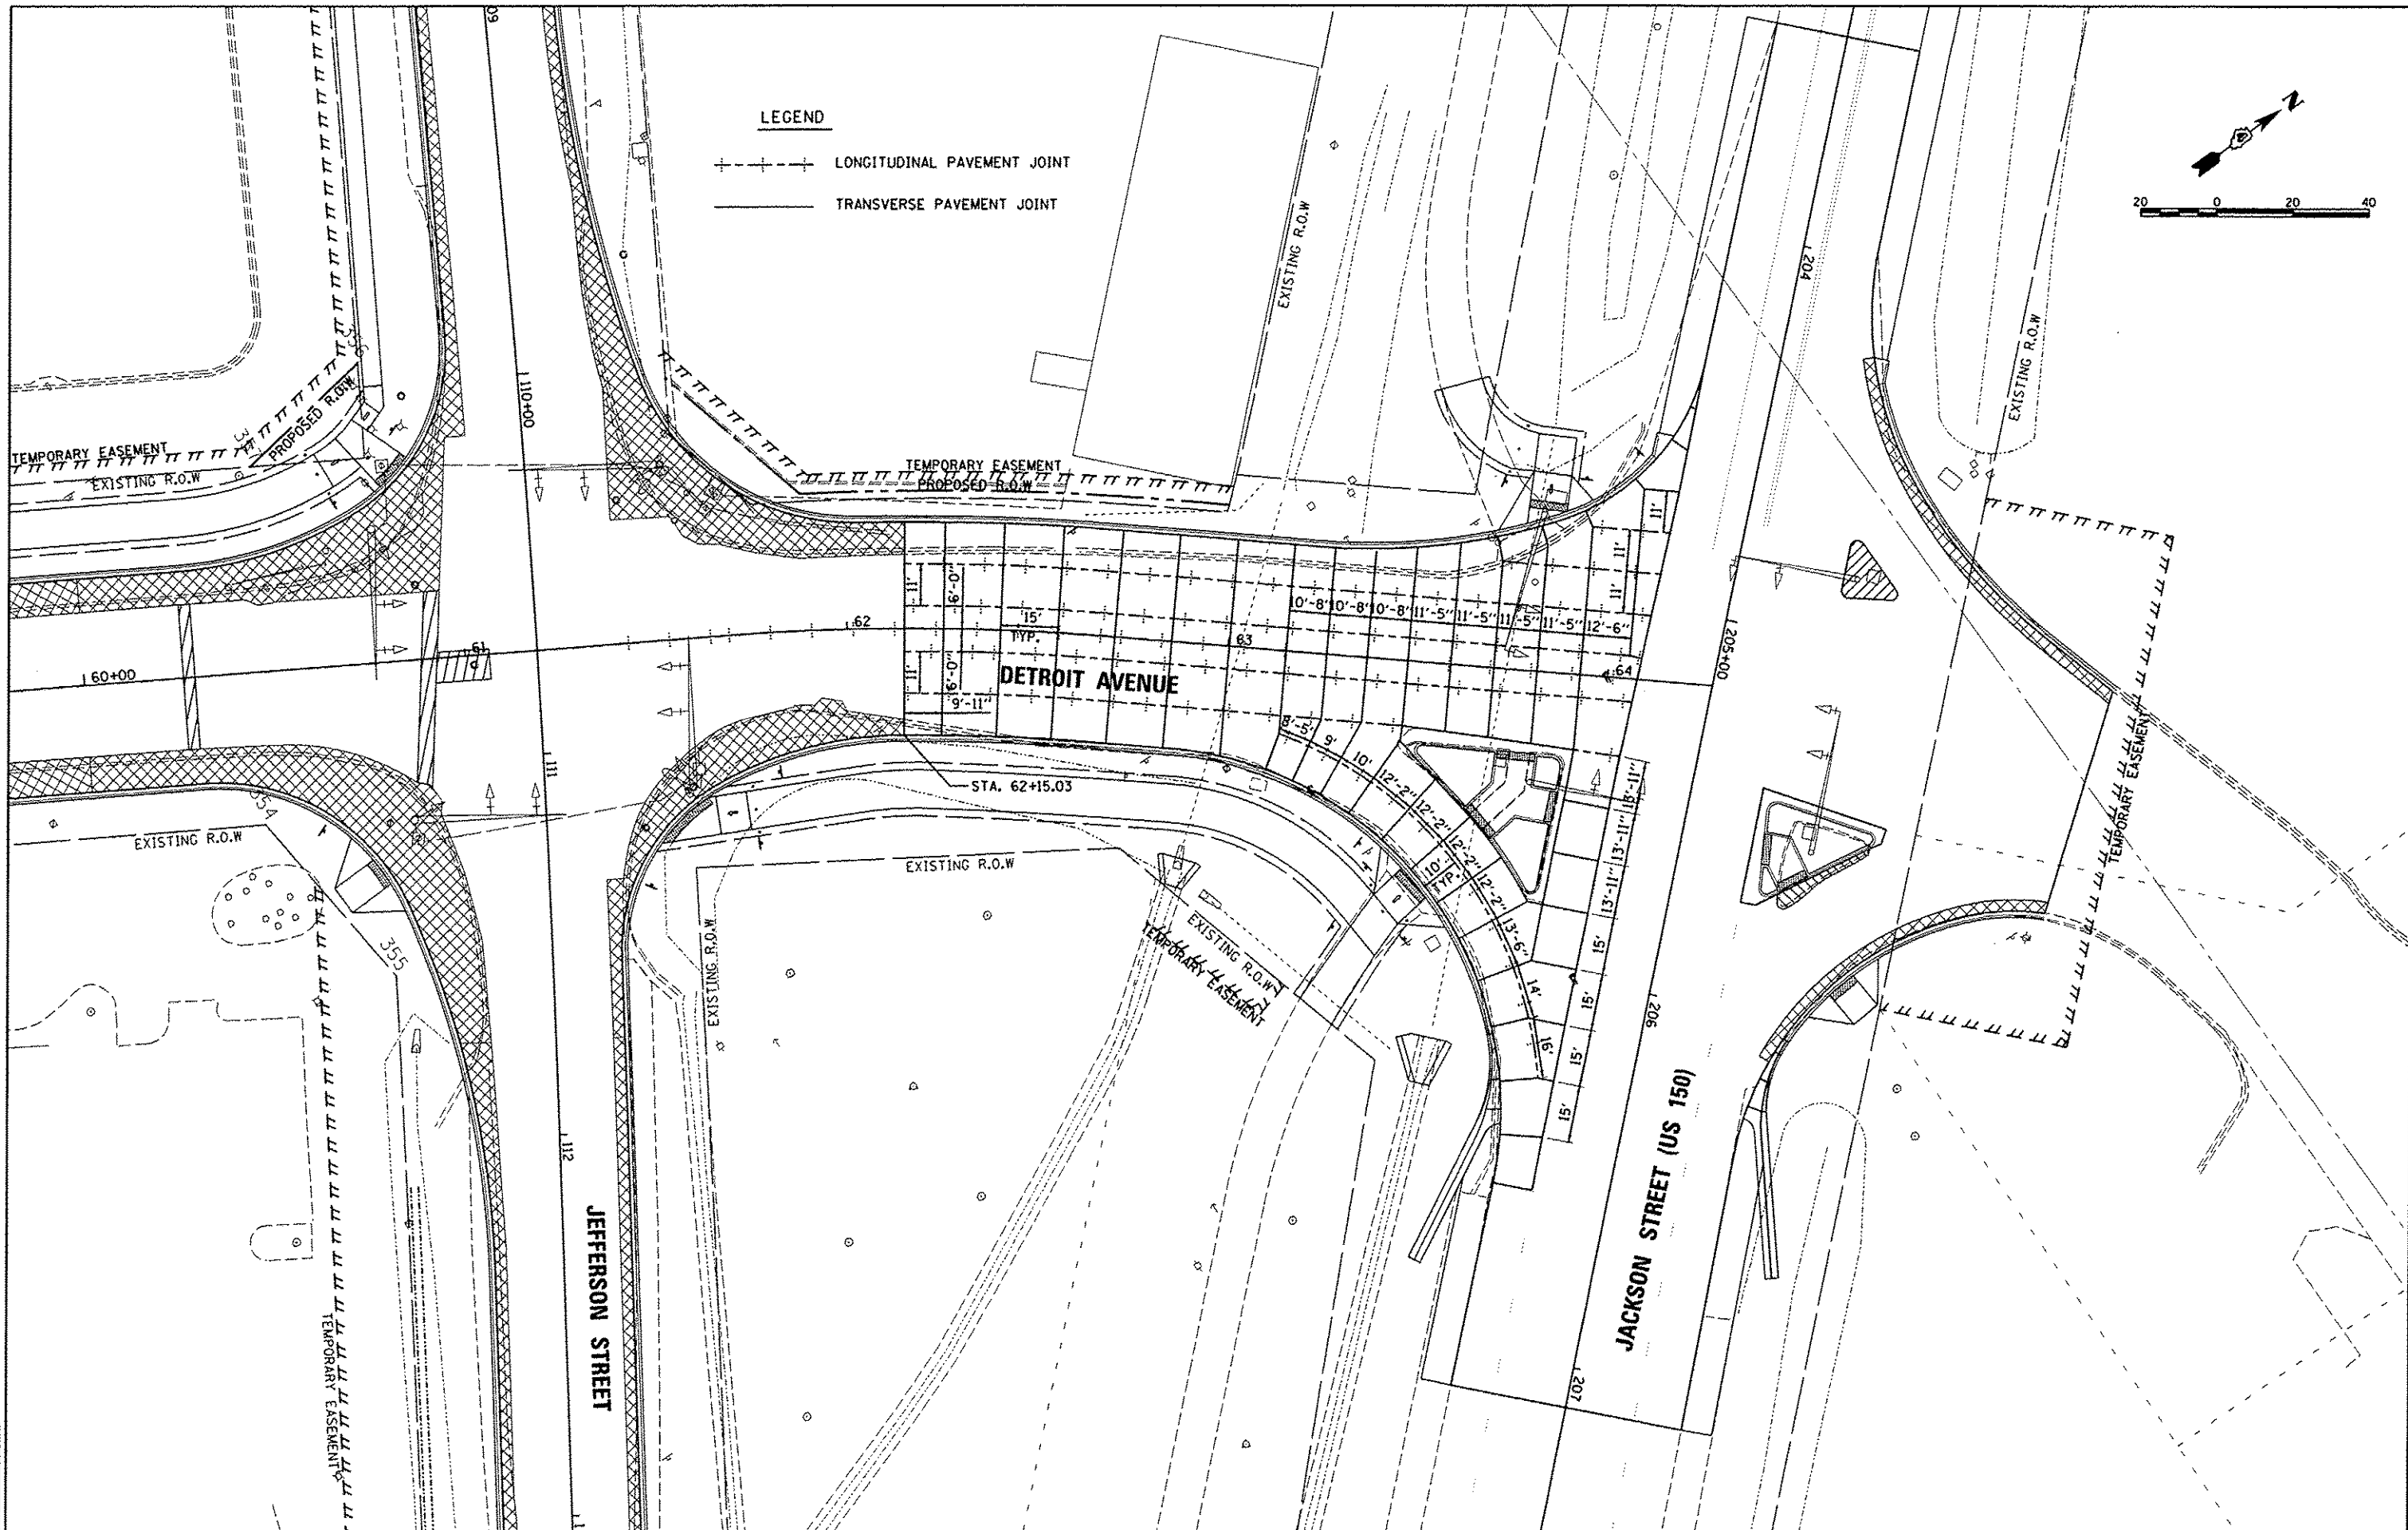 LEGEND
LONGITUDINAL PAVEMENT JOINT
TRANSVERSE PAVEMENT JOINT
N
20 0 20 40
60+00
61
62
63
64
STA. 62+15.03
DETROIT AVENUE
JEFFERSON STREET
JACKSON STREET (US 150)
110+00
111
112
204
205+00
206
207
TEMPORARY EASEMENT
EXISTING R.O.W
PROPOSED R.O.W
TEMPORARY EASEMENT
PROPOSED R.O.W
EXISTING R.O.W
EXISTING R.O.W
TEMPORARY EASEMENT
EXISTING R.O.W
355
TEMPORARY EASEMENT
EXISTING R.O.W
EXISTING R.O.W
EXISTING R.O.W
TEMPORARY EASEMENT
11'
9'-0"
15'
TYP.
11'
9'-0"
9'-11"
10'-8"
10'-8"
10'-8"
11'-5"
11'-5"
11'-5"
11'-5"
12'-6"
11'
11'
11'
8'-5"
9'
10'
12'-2"
12'-2"
12'-2"
12'-2"
10'
TYP.
13'-6"
14'
16'
13'-11"
13'-11"
13'-11"
15'
15'
15'
15'